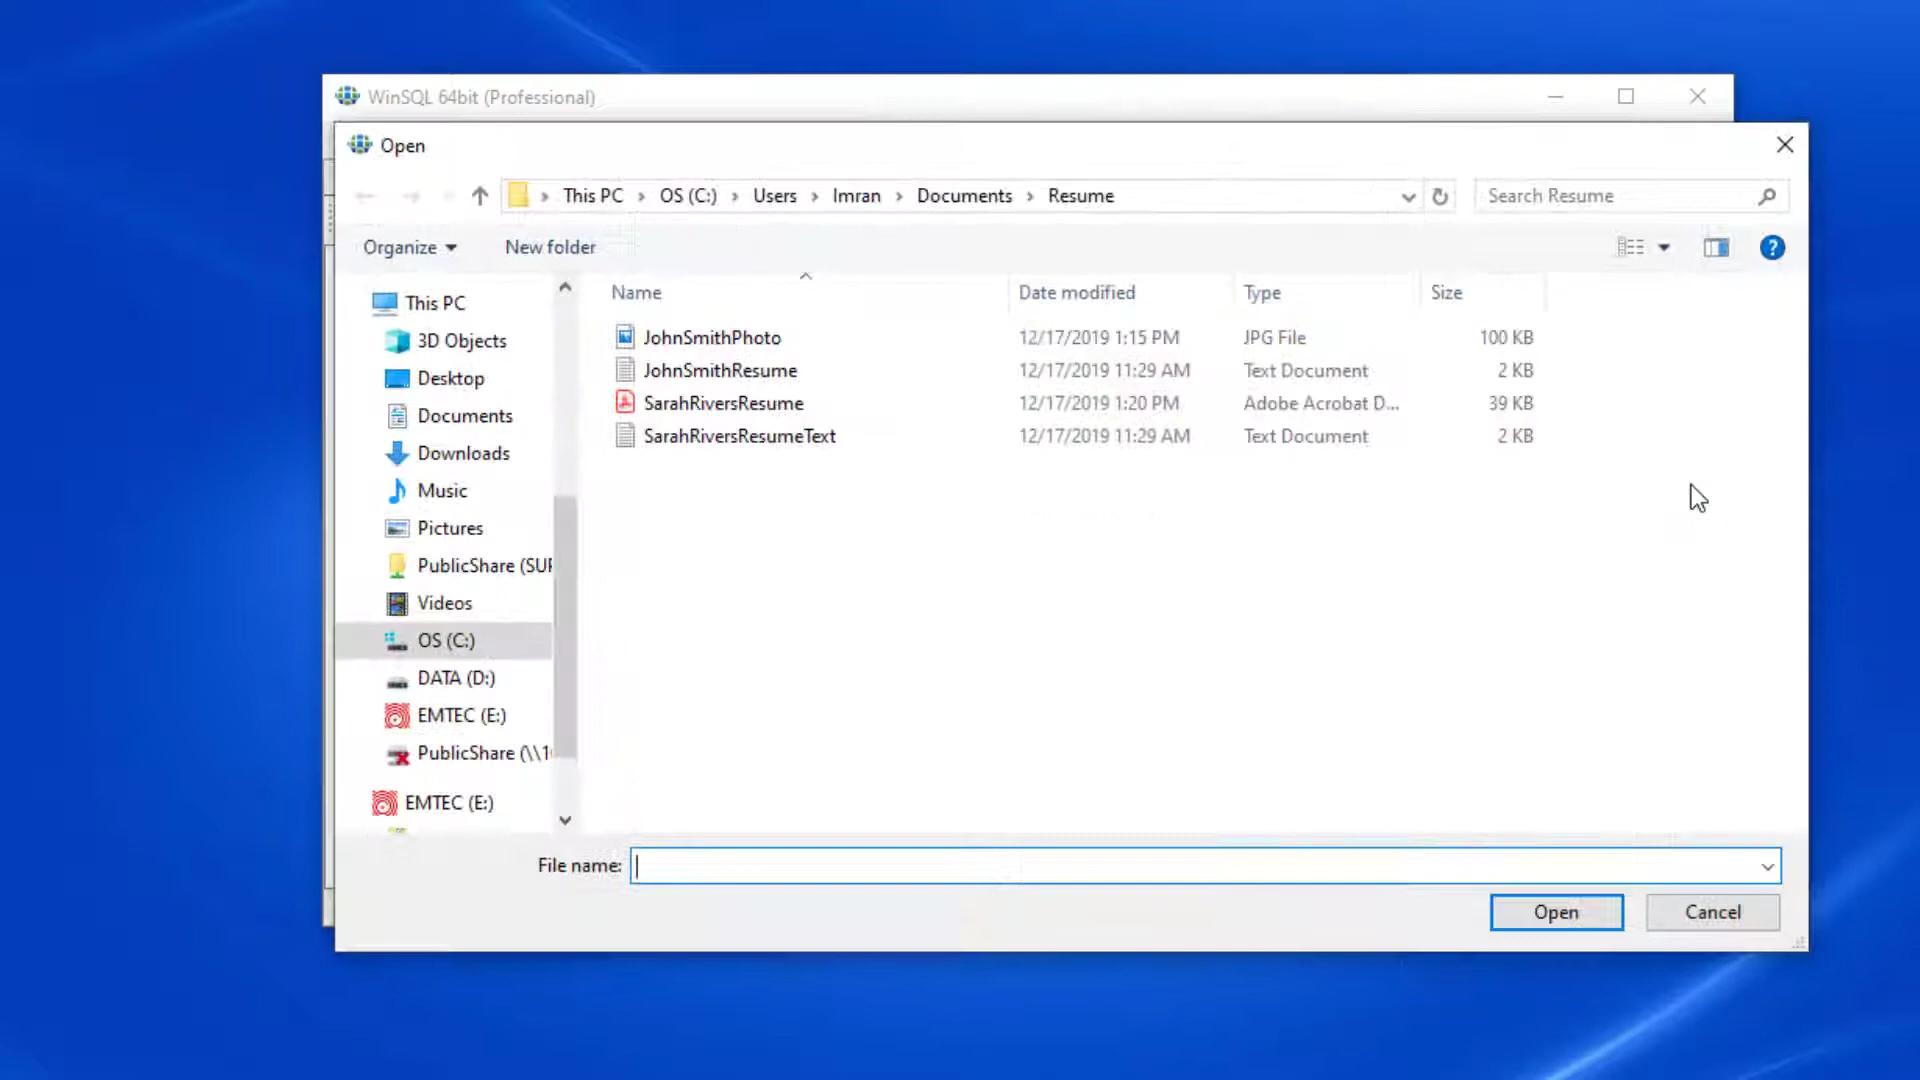 WinSQL 64bit (Professional)
Open
This PC OS (C:) Users Imran Documents Resume
Search Resume
Organize New folder
Name Date modified Type Size
JohnSmithPhoto 12/17/2019 1:15 PM JPG File 100 KB
JohnSmithResume 12/17/2019 11:29 AM Text Document 2 KB
SarahRiversResume 12/17/2019 1:20 PM Adobe Acrobat D... 39 KB
SarahRiversResumeText 12/17/2019 11:29 AM Text Document 2 KB
This PC
3D Objects
Desktop
Documents
Downloads
Music
Pictures
PublicShare (SUP
Videos
OS (C:)
DATA (D:)
EMTEC (E:)
PublicShare (\\1
EMTEC (E:)
File name:
Open Cancel